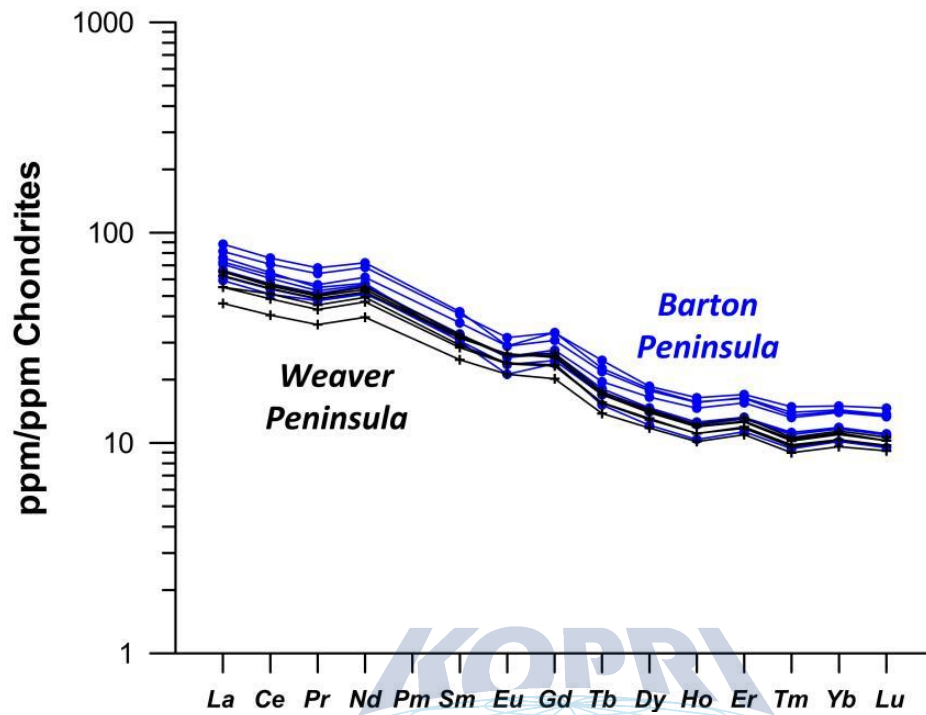 1000
100
10
1
ppm/ppm Chondrites
Barton
Peninsula
Weaver
Peninsula
KOPRI
La Ce Pr Nd Pm Sm Eu Gd Tb Dy Ho Er Tm Yb Lu